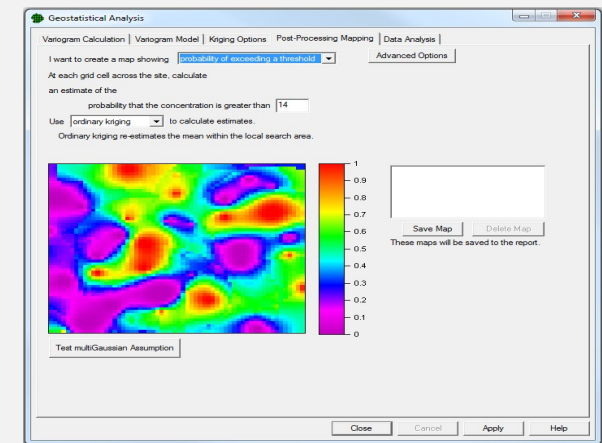 Geostatistical Analysis
Variogram Calculation | Variogram Model | Kriging Options | Post-Processing Mapping | Data Analysis
I want to create a map showing probability of exceeding a threshold
Advanced Options
At each grid cell across the site, calculate
an estimate of the
probability that the concentration is greater than 14
Use ordinary kriging to calculate estimates.
Ordinary kriging re-estimates the mean within the local search area.
1
0.9
0.8
0.7
0.6
0.5
0.4
0.3
0.2
0.1
0
Save Map Delete Map
These maps will be saved to the report.
Test multiGaussian Assumption
Close Cancel Apply Help